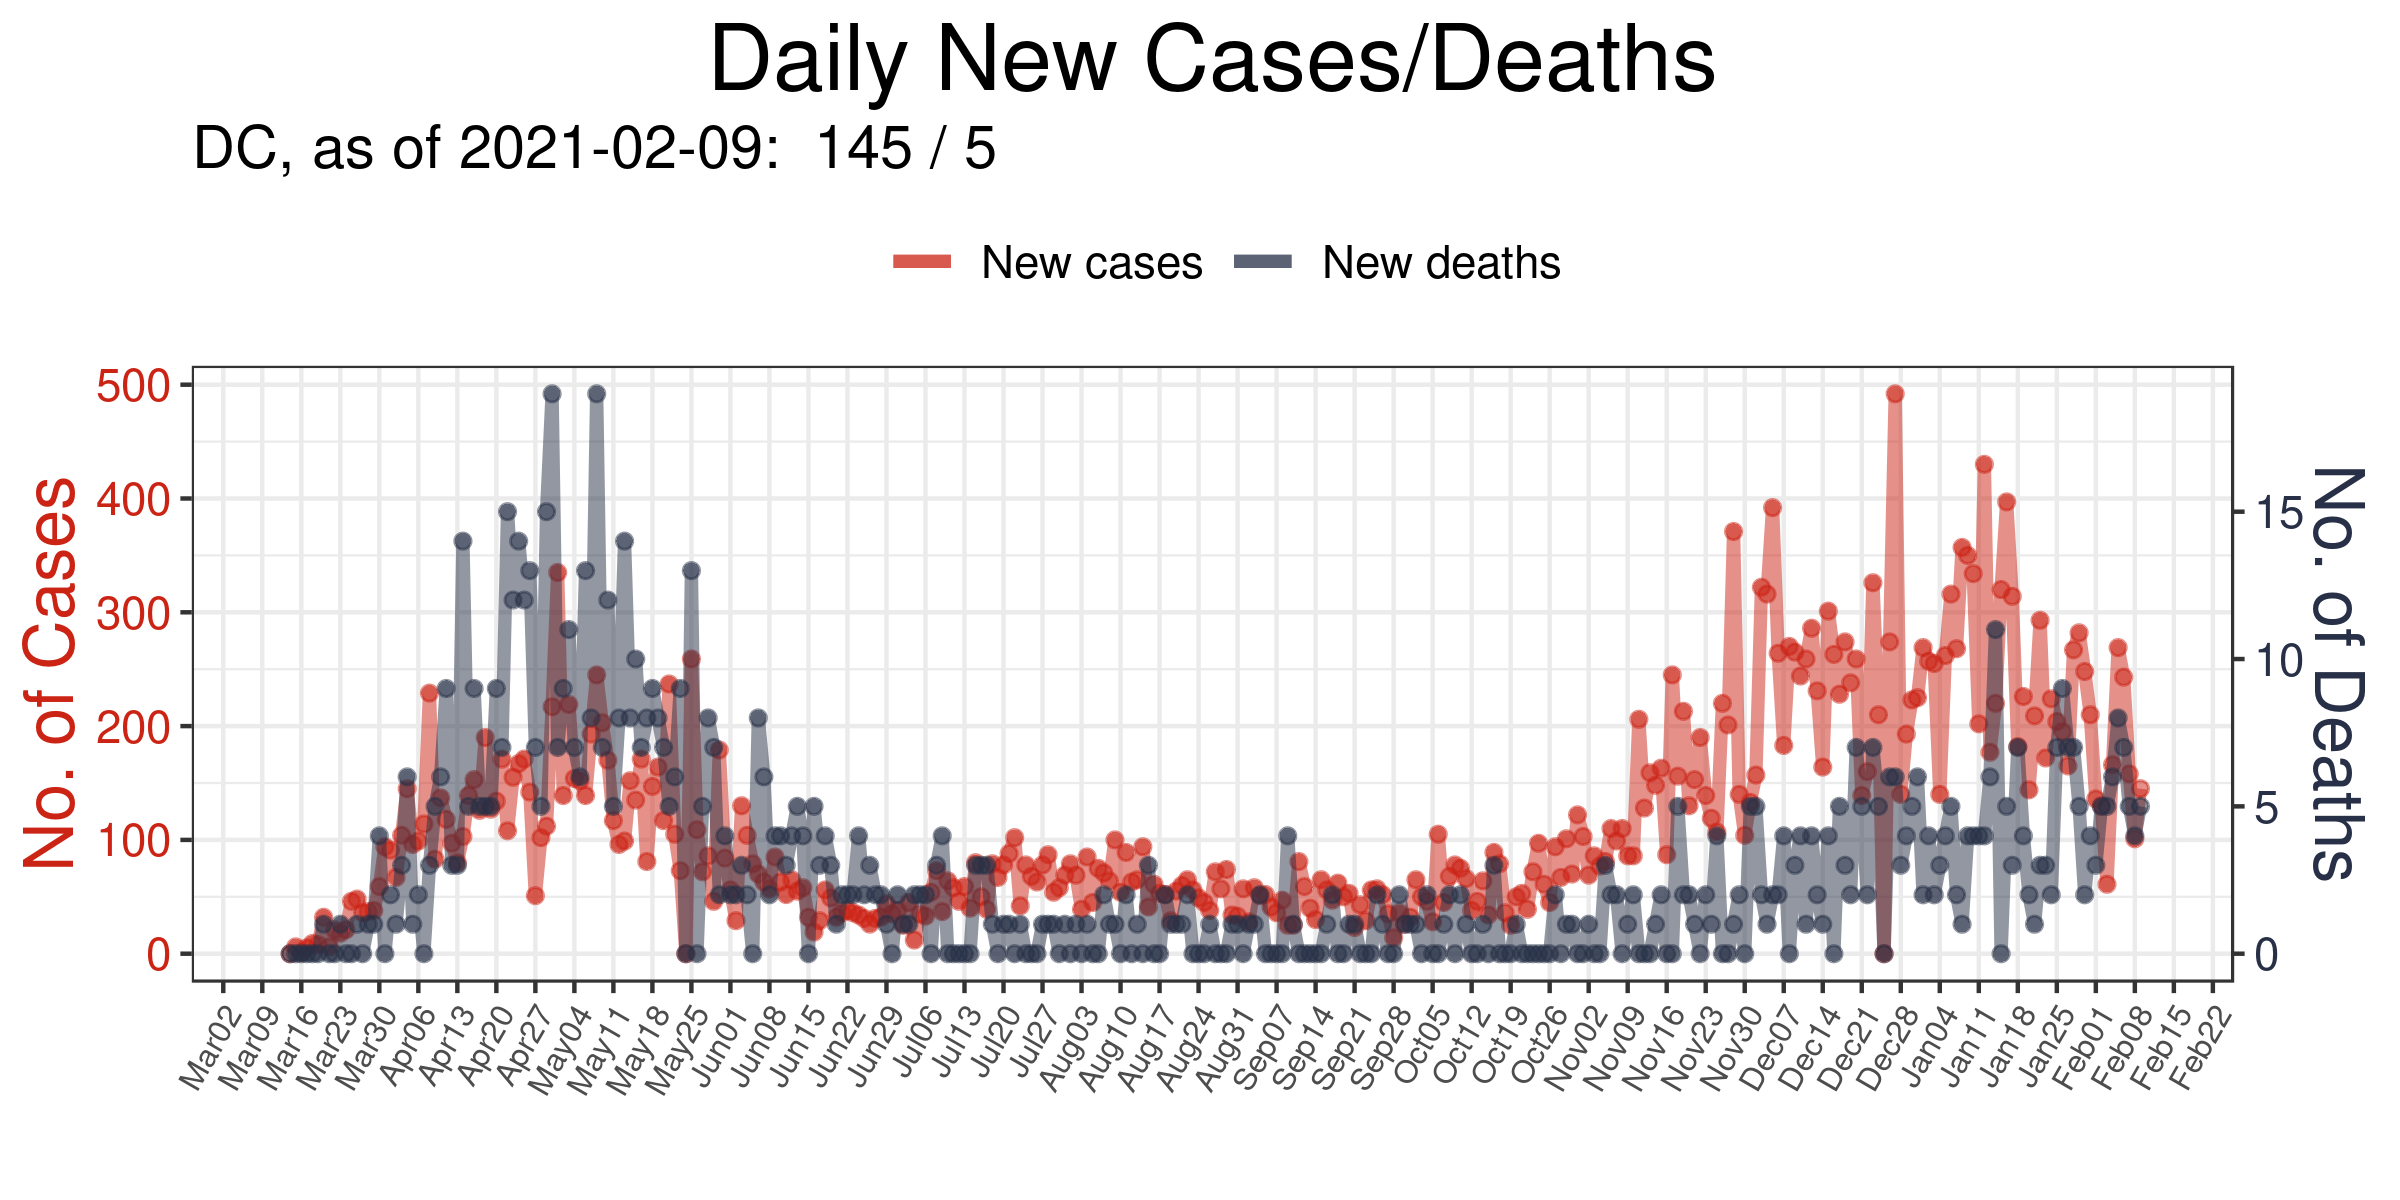 Daily New Cases/Deaths
DC, as of 2021-02-09: 145 / 5
New cases
New deaths
No. of Cases
500
400
300
200
100
0
15
10
5
0
No. of Deaths
Mar02
Mar09
Mar16
Mar23
Mar30
Apr06
Apr13
Apr20
Apr27
May04
May11
May18
May25
Jun01
Jun08
Jun15
Jun22
Jun29
Jul06
Jul13
Jul20
Jul27
Aug03
Aug10
Aug17
Aug24
Aug31
Sep07
Sep14
Sep21
Sep28
Oct05
Oct12
Oct19
Oct26
Nov02
Nov09
Nov16
Nov23
Nov30
Dec07
Dec14
Dec21
Dec28
Jan04
Jan11
Jan18
Jan25
Feb01
Feb08
Feb15
Feb22